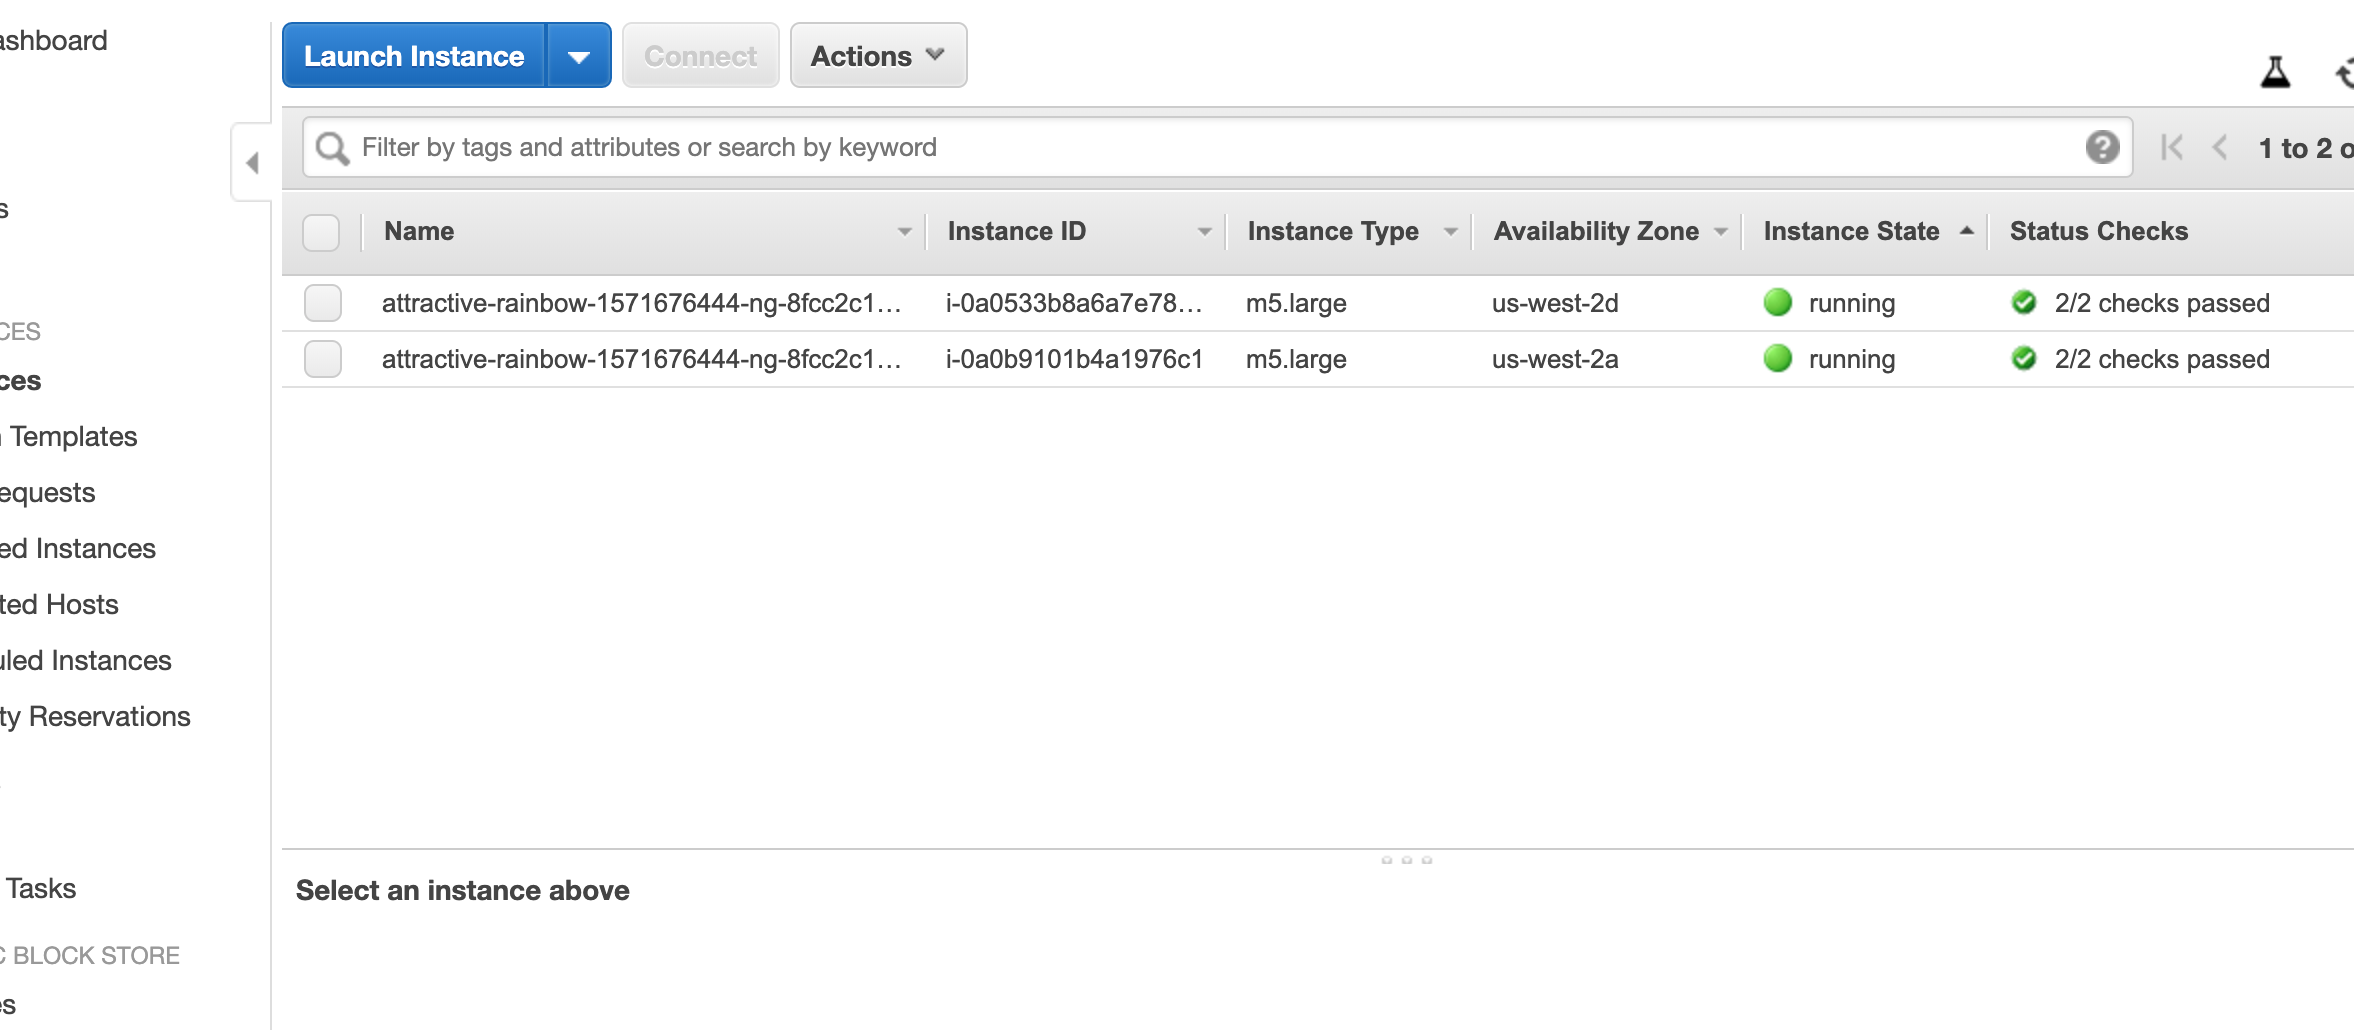 ashboard
Launch Instance
Connect
Actions
Filter by tags and attributes or search by keyword
?
1 to 2 o
s
Name
Instance ID
Instance Type
Availability Zone
Instance State
Status Checks
attractive-rainbow-1571676444-ng-8fcc2c1... i-0a0533b8a6a7e78... m5.large us-west-2d running 2/2 checks passed
attractive-rainbow-1571676444-ng-8fcc2c1... i-0a0b9101b4a1976c1 m5.large us-west-2a running 2/2 checks passed
CES
ces
Templates
equests
ed Instances
ted Hosts
uled Instances
ty Reservations
Tasks
Select an instance above
C BLOCK STORE
es